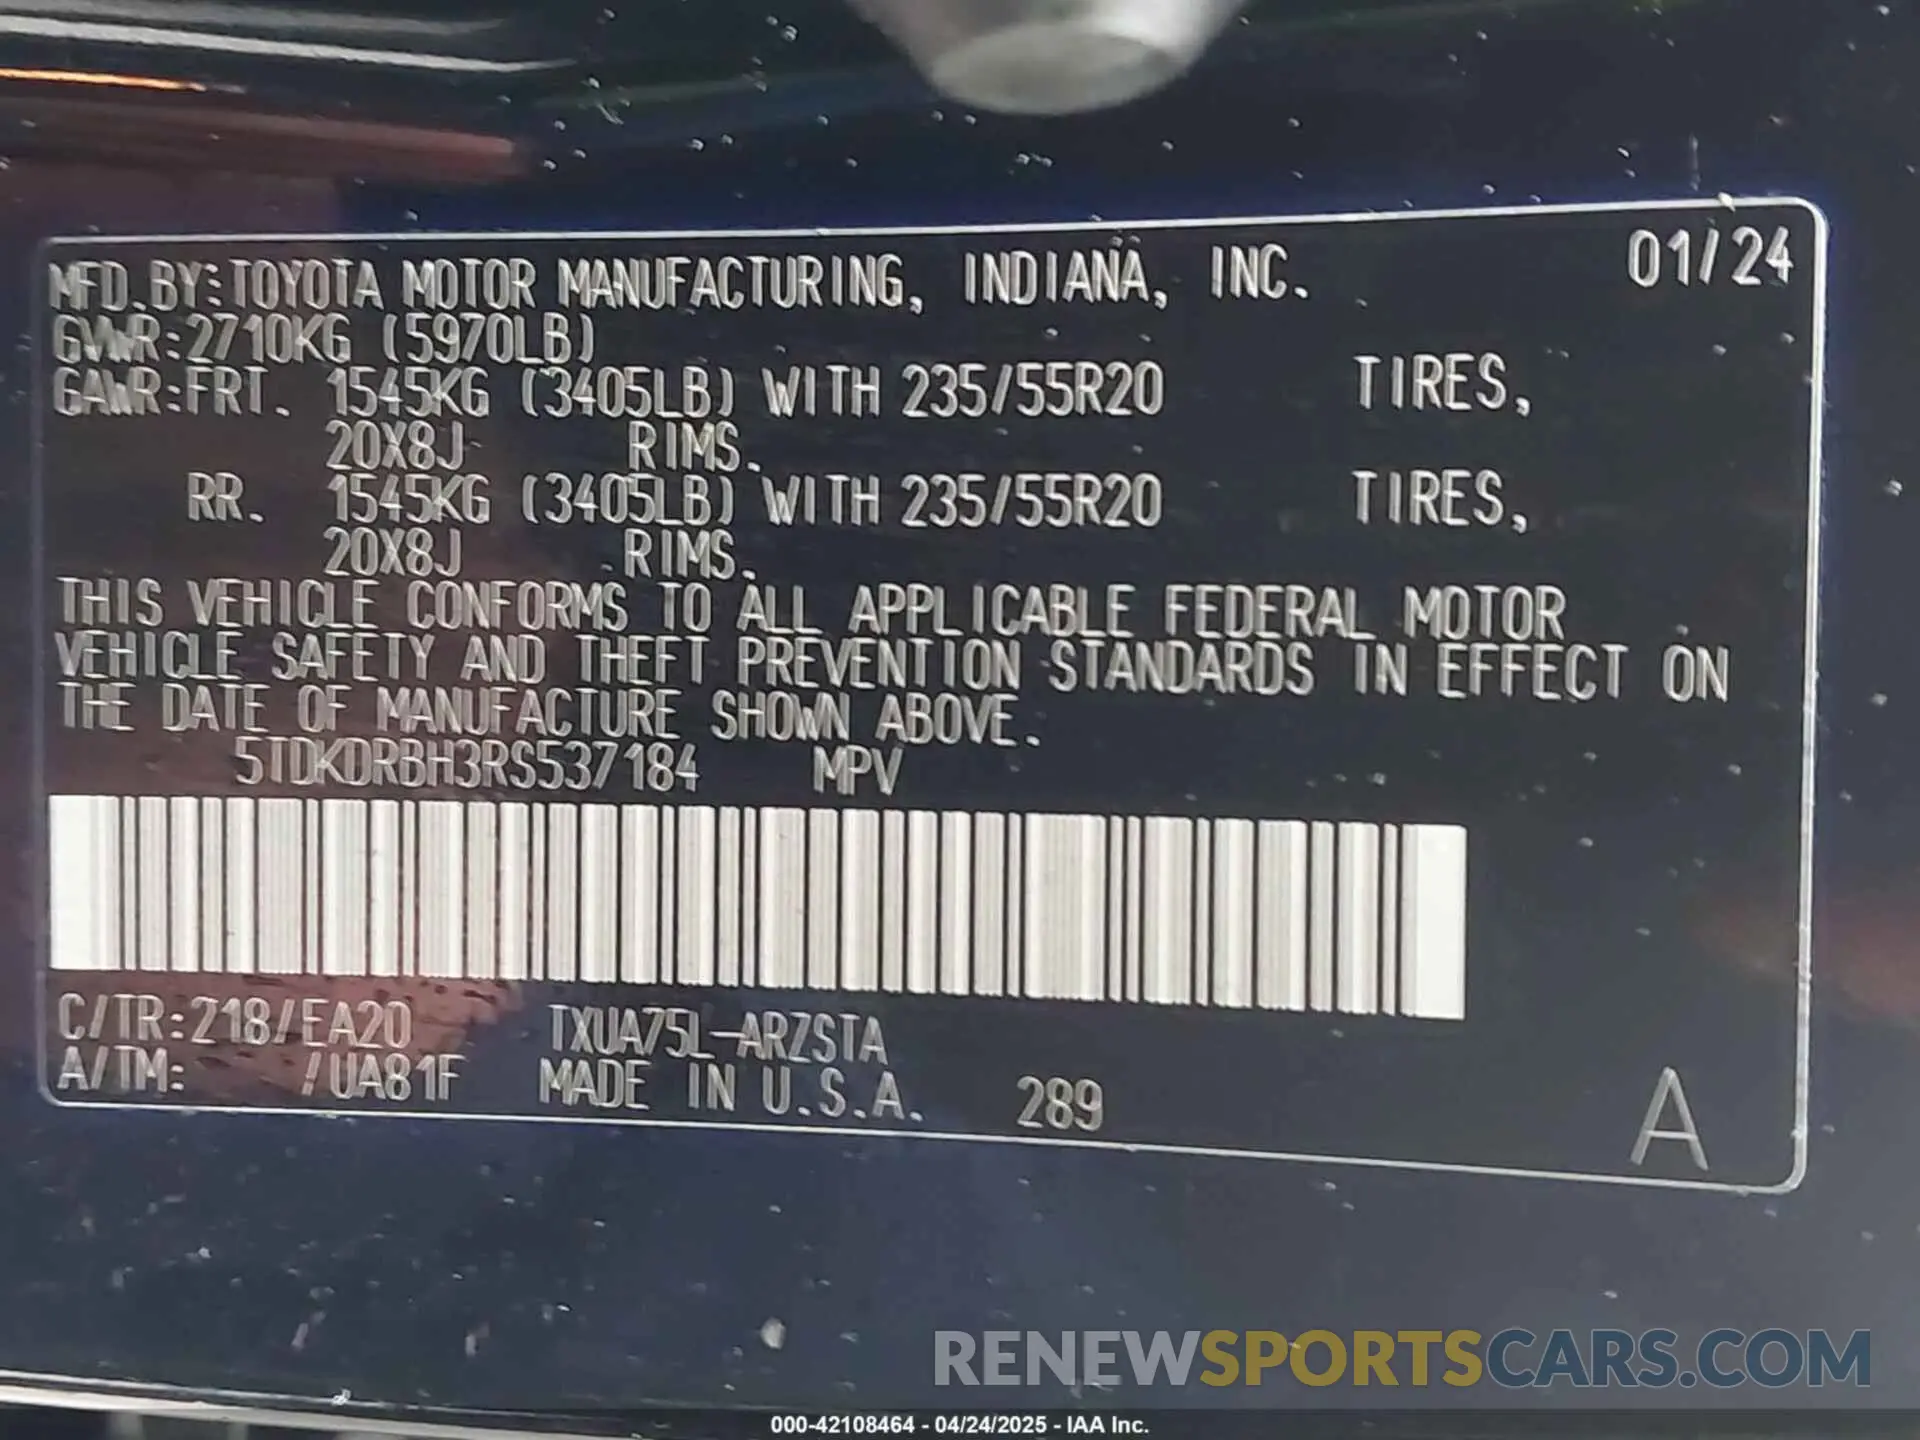 MFD.BY:TOYOTA MOTOR MANUFACTURING, INDIANA, INC. 01/24
GVWR:2710KG (5970LB)
GAWR:FRT. 1545KG (3405LB) WITH 235/55R20 TIRES,
20X8J RIMS.
RR. 1545KG (3405LB) WITH 235/55R20 TIRES,
20X8J RIMS.
THIS VEHICLE CONFORMS TO ALL APPLICABLE FEDERAL MOTOR
VEHICLE SAFETY AND THEFT PREVENTION STANDARDS IN EFFECT ON
THE DATE OF MANUFACTURE SHOWN ABOVE.
5TDKDRBH3RS537184 MPV
C/TR:218/EA20 TXUA75L-ARZSTA
A/TM: /UA81F MADE IN U.S.A. 289 A
RENEWSPORTSCARS.COM
000-42108464 - 04/24/2025 - IAA Inc.